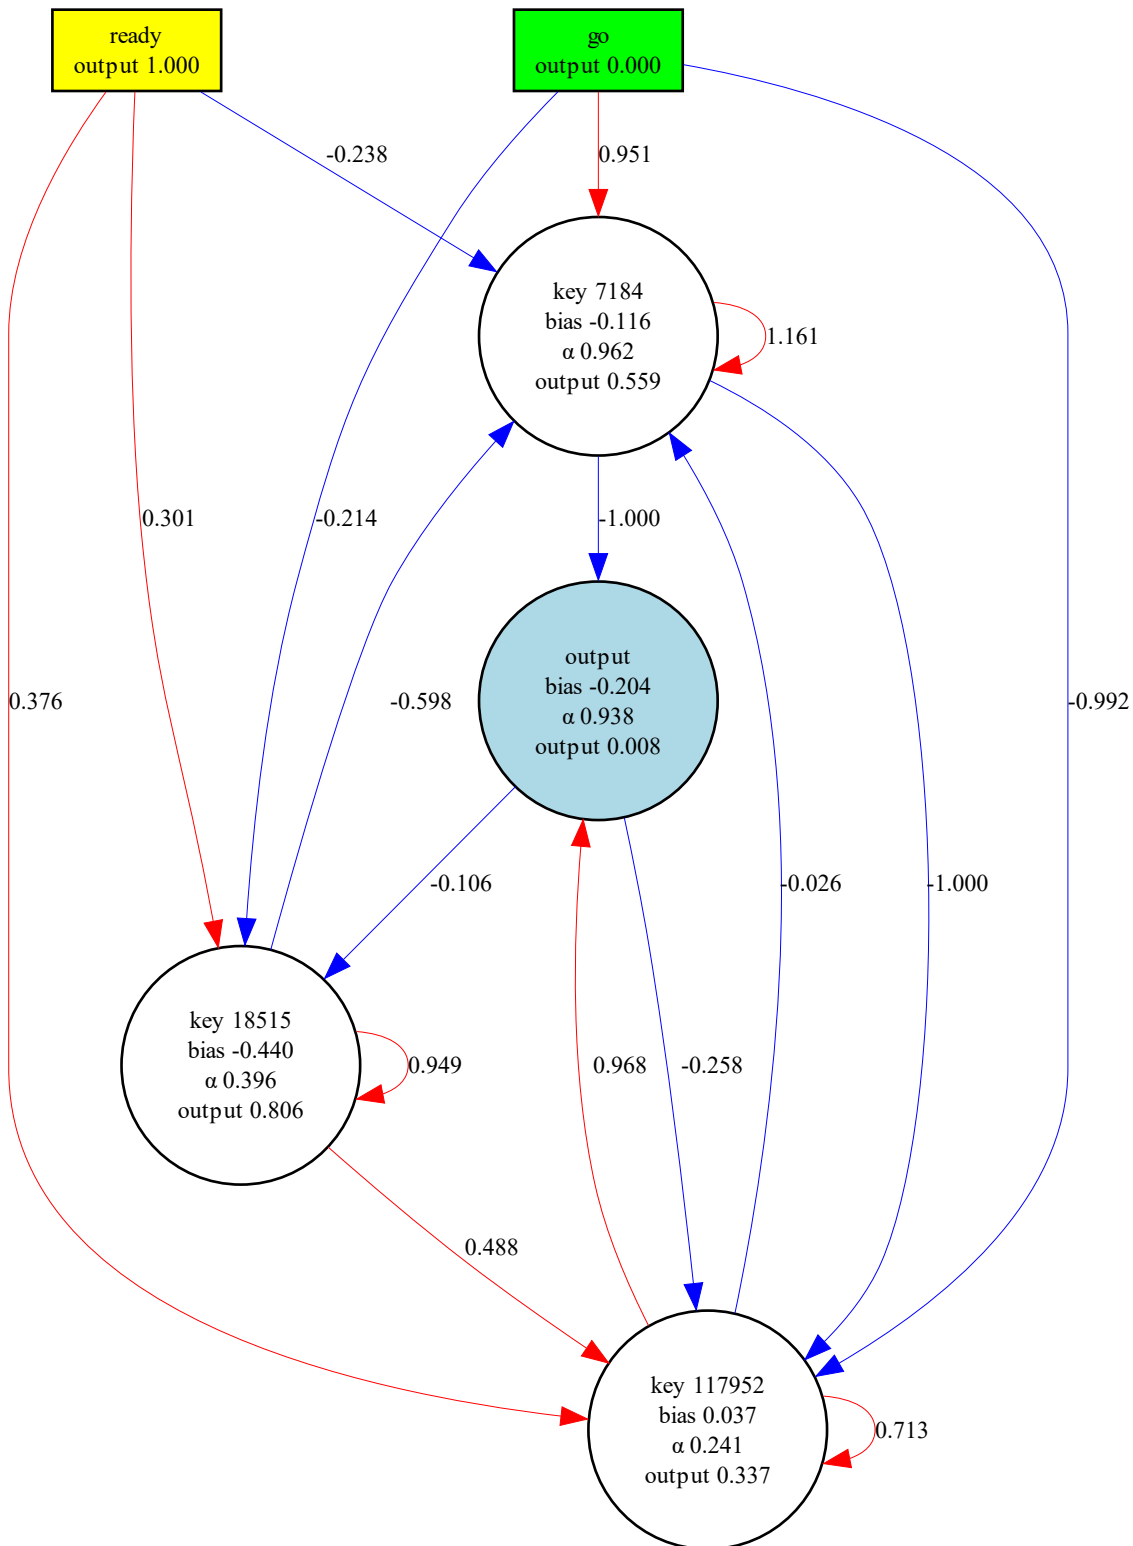 ready
output 1.000
go
output 0.000
-0.238
0.951
key 7184
bias -0.116
α 0.962
output 0.559
1.161
0.301
-0.214
-1.000
output
bias -0.204
α 0.938
output 0.008
0.376
-0.598
-0.992
-0.106
-0.026
-1.000
key 18515
bias -0.440
α 0.396
output 0.806
0.949
0.968
-0.258
0.488
key 117952
bias 0.037
α 0.241
output 0.337
0.713